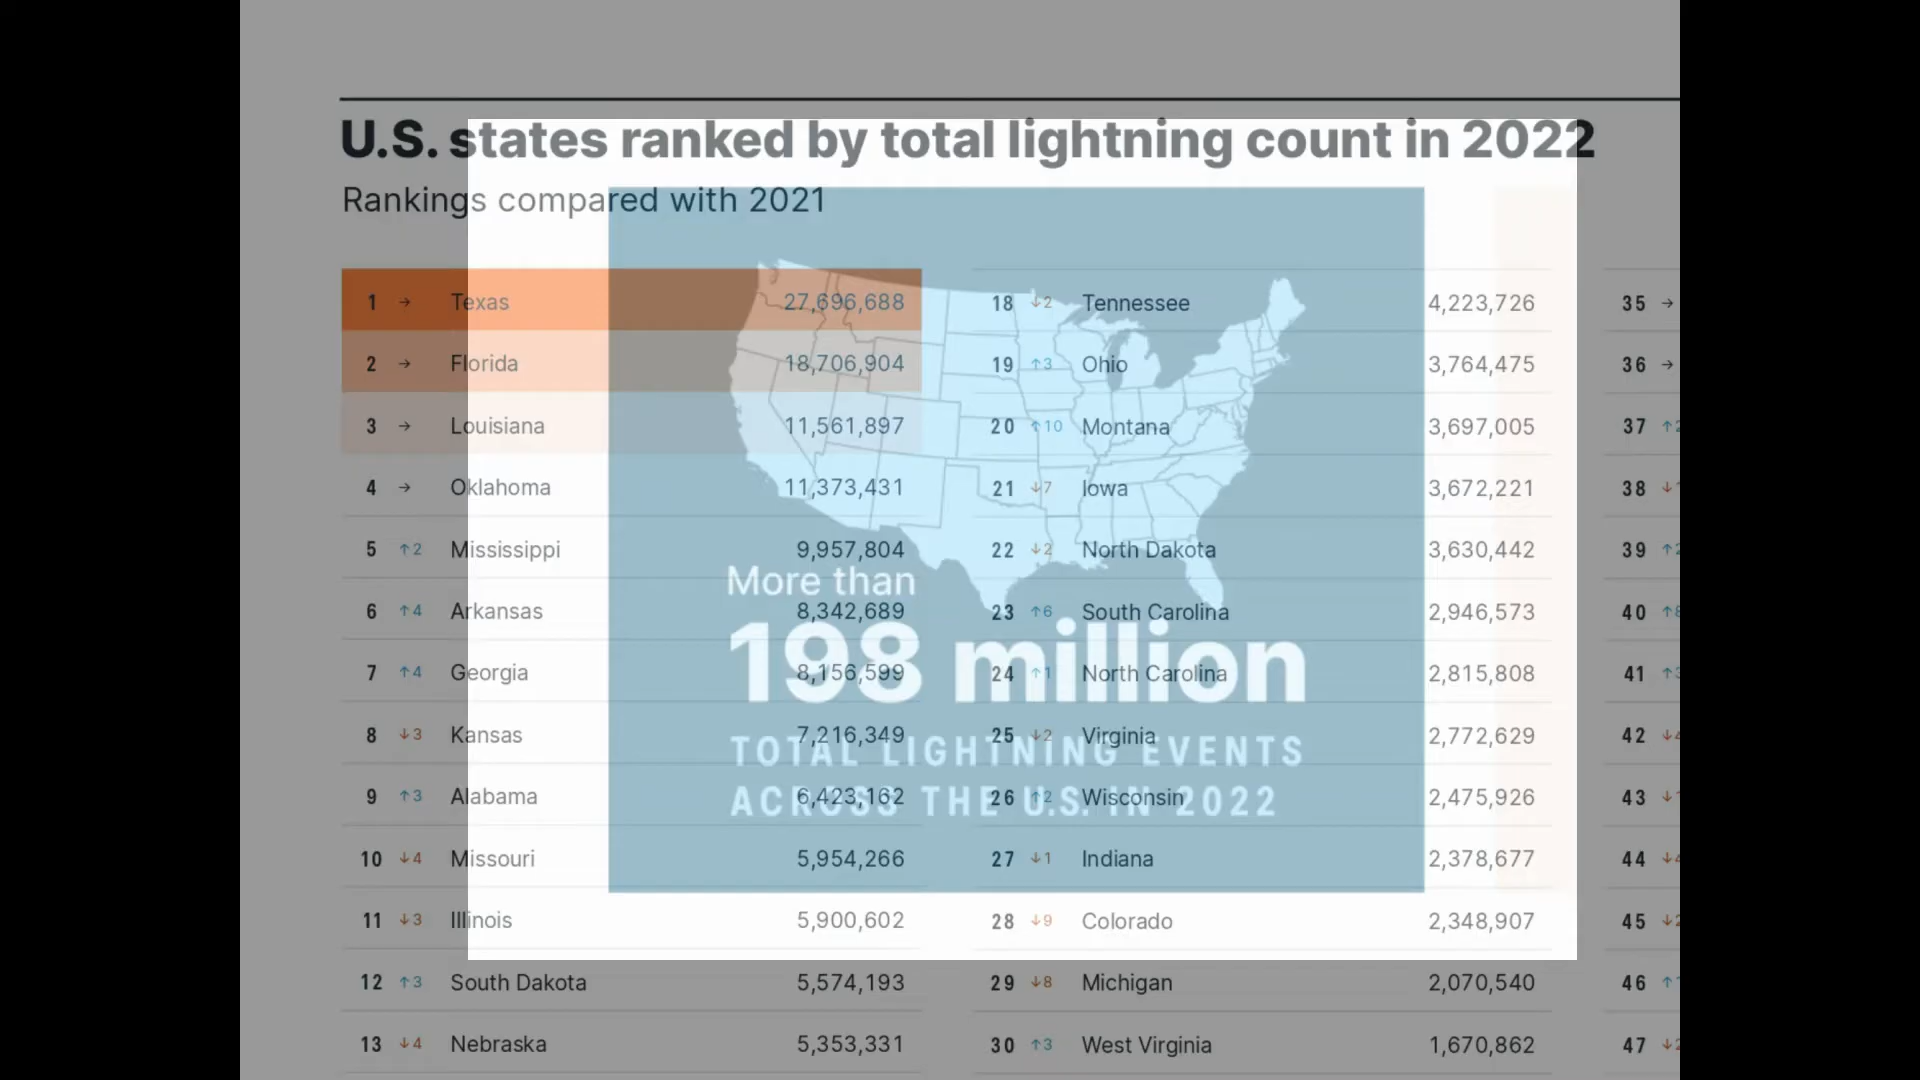 U.S. states ranked by total lightning count in 2022
Rankings compared with 2021
1 → Texas 27,696,688
2 → Florida 18,706,904
3 → Louisiana 11,561,897
4 → Oklahoma 11,373,431
5 ↑2 Mississippi 9,957,804
6 ↑4 Arkansas 8,342,689
7 ↑4 Georgia 8,156,599
8 ↓3 Kansas 7,216,349
9 ↑3 Alabama 6,423,162
10 ↓4 Missouri 5,954,266
11 ↓3 Illinois 5,900,602
12 ↑3 South Dakota 5,574,193
13 ↓4 Nebraska 5,353,331
18 ↓2 Tennessee 4,223,726
19 ↑3 Ohio 3,764,475
20 ↑10 Montana 3,697,005
21 ↓7 Iowa 3,672,221
22 ↓2 North Dakota 3,630,442
23 ↑6 South Carolina 2,946,573
24 ↑1 North Carolina 2,815,808
25 ↓2 Virginia 2,772,629
26 ↑2 Wisconsin 2,475,926
27 ↓1 Indiana 2,378,677
28 ↓9 Colorado 2,348,907
29 ↓8 Michigan 2,070,540
30 ↑3 West Virginia 1,670,862
35 →
36 →
37 ↑2
38 ↓
39 ↑2
40 ↑
41 ↑
42 ↓
43 ↓
44 ↓
45 ↓2
46 ↑
47 ↓2
More than
198 million
TOTAL LIGHTNING EVENTS
ACROSS THE U.S. IN 2022